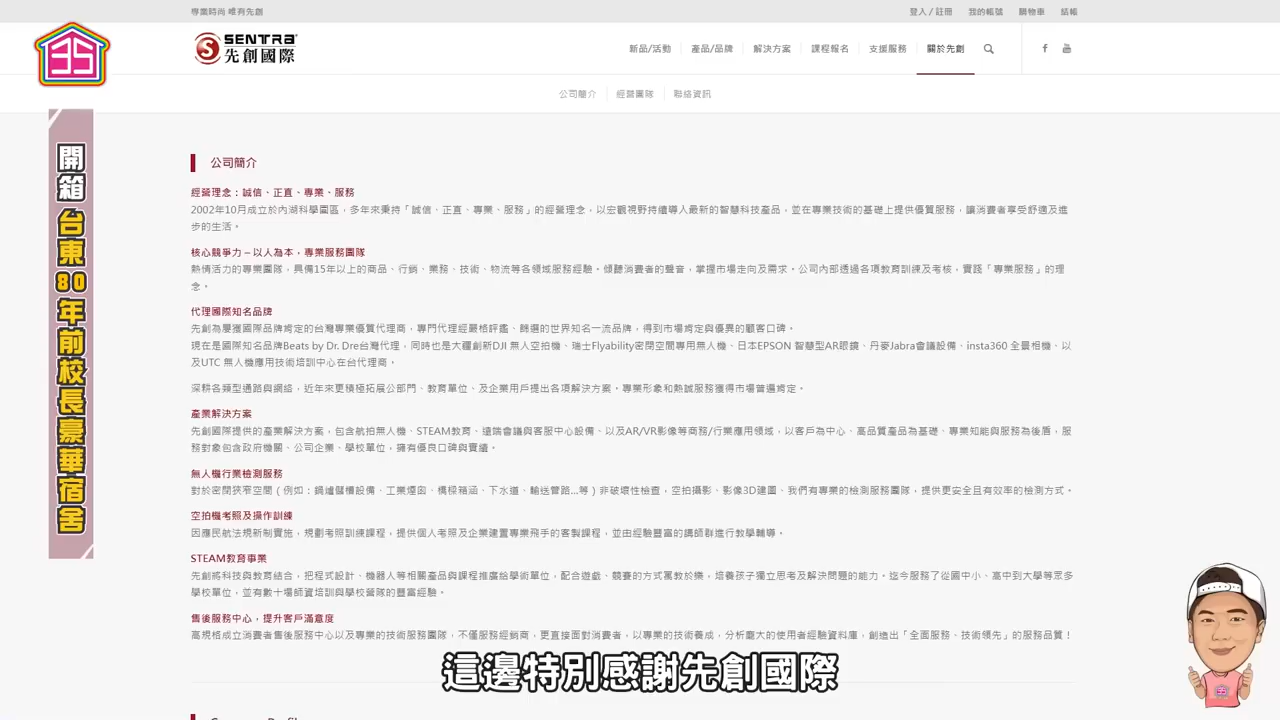 專業時尚 唯有先創
登入 / 註冊
我的帳號
購物車
結帳
SENTRA
先創國際
新品/活動
產品/品牌
解決方案
課程報名
支援服務
關於先創
公司簡介
經營團隊
聯絡資訊
開箱台東80年前校長豪華宿舍
公司簡介
經營理念：誠信、正直、專業、服務
2002年10月成立於內湖科學園區，多年來秉持「誠信、正直、專業、服務」的經營理念，以宏觀視野持續導入最新的智慧科技產品，並在專業技術的基礎上提供優質服務，讓消費者享受舒適及進
步的生活。
核心競爭力 – 以人為本，專業服務團隊
熱情活力的專業團隊，具備15年以上的商品、行銷、業務、技術、物流等各領域服務經驗。傾聽消費者的聲音，掌握市場走向及需求。公司內部透過各項教育訓練及考核，實踐「專業服務」的理
念。
代理國際知名品牌
先創為屢獲國際品牌肯定的台灣專業優質代理商，專門代理經嚴格評鑑、篩選的世界知名一流品牌，得到市場肯定與優異的顧客口碑。
現在是國際知名品牌Beats by Dr. Dre台灣代理，同時也是大疆創新DJI 無人空拍機、瑞士Flyability密閉空間專用無人機、日本EPSON 智慧型AR眼鏡、丹麥Jabra會議設備、insta360 全景相機、以
及UTC 無人機應用技術培訓中心在台代理商。
深耕各類型通路與網絡，近年來更積極拓展公部門、教育單位、及企業用戶提出各項解決方案。專業形象和熱誠服務獲得市場普遍肯定。
產業解決方案
先創國際提供的產業解決方案，包含航拍無人機、STEAM教育、遠端會議與客服中心設備、以及AR/VR影像等商務/行業應用領域，以客戶為中心、高品質產品為基礎、專業知能與服務為後盾，服
務對象包含政府機關、公司企業、學校單位，擁有優良口碑與實績。
無人機行業檢測服務
對於密閉狹窄空間 ( 例如：鍋爐儲槽設備、工業煙囪、橋樑箱涵、下水道、輸送管路...等 ) 非破壞性檢查，空拍攝影、影像3D建圖、我們有專業的檢測服務團隊，提供更安全且有效率的檢測方式。
空拍機考照及操作訓練
因應民航法規新制實施，規劃考照訓練課程，提供個人考照及企業建置專業飛手的客製課程，並由經驗豐富的講師群進行教學輔導。
STEAM教育事業
先創將科技與教育結合，把程式設計、機器人等相關產品與課程推廣給學術單位，配合遊戲、競賽的方式寓教於樂，培養孩子獨立思考及解決問題的能力。迄今服務了從國中小、高中到大學等眾多
學校單位，並有數十場師資培訓與學校營隊的豐富經驗。
售後服務中心，提升客戶滿意度
高規格成立消費者售後服務中心以及專業的技術服務團隊，不僅服務經銷商，更直接面對消費者，以專業的技術養成，分析龐大的使用者經驗資料庫，創造出「全面服務、技術領先」的服務品質！
這邊特別感謝先創國際